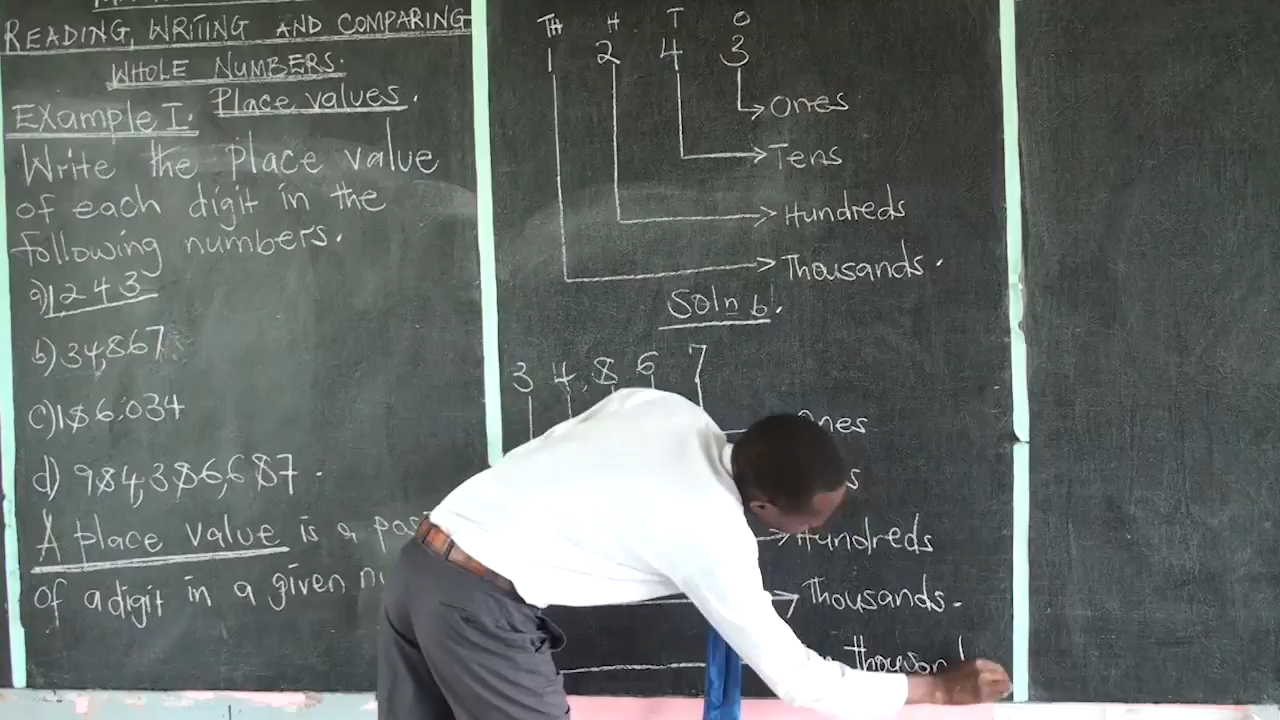 READING, WRITING AND COMPARING
WHOLE NUMBERS.
Example I. Place values.
Write the place value
of each digit in the
following numbers.
a) 1243
b) 34,867
c) 186,034
d) 984,386,687.
A place value is a
of a digit in a given
TH H T O
1 2 4 3
Ones
Tens
Hundreds
Thousands.
Soln b.
3 4,8 6 7
Ones
Hundreds
Thousands.